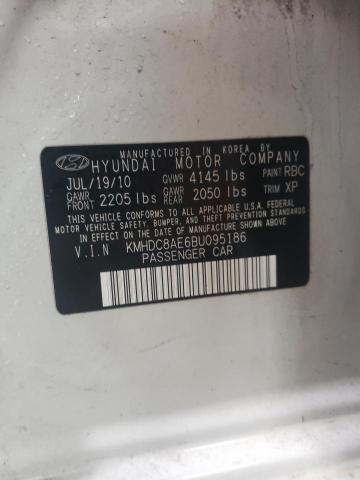 MANUFACTURED IN KOREA BY
HYUNDAI MOTOR COMPANY
JUL/19/10 GVWR 4145 lbs PAINT RBC
GAWR FRONT 2205 lbs GAWR REAR 2050 lbs TRIM XP
THIS VEHICLE CONFORMS TO ALL APPLICABLE U.S.A. FEDERAL
MOTOR VEHICLE SAFETY, BUMPER, AND THEFT PREVENTION
STANDARDS IN EFFECT ON THE DATE OF MANUFACTURE SHOWN ABOVE.
V.I.N KMHDC8AE6BU095186
PASSENGER CAR